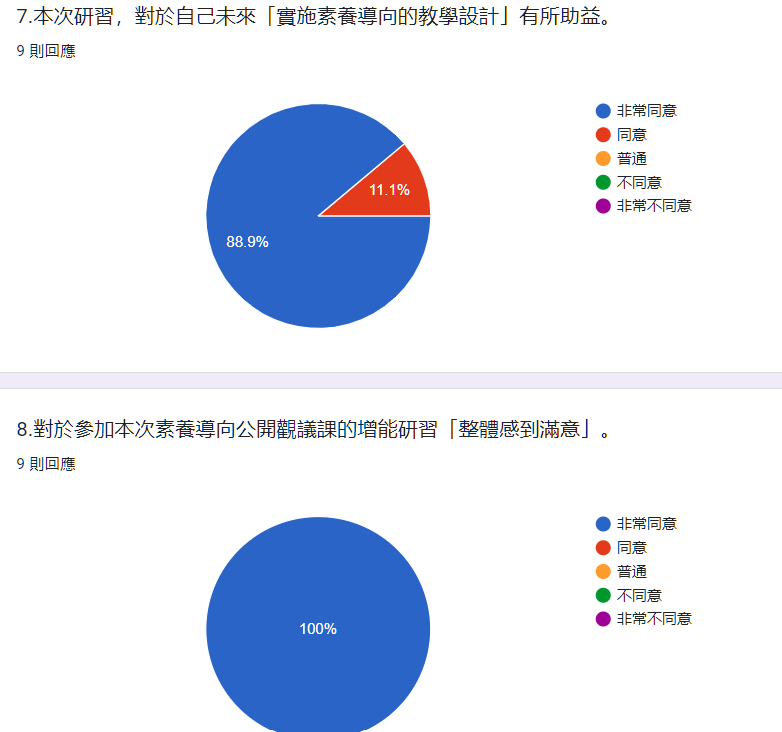 7.本次研習，對於自己未來「實施素養導向的教學設計」有所助益。
9 則回應
非常同意
同意
普通
不同意
非常不同意
11.1%
88.9%
8.對於參加本次素養導向公開觀議課的增能研習「整體感到滿意」。
9 則回應
非常同意
同意
普通
不同意
非常不同意
100%